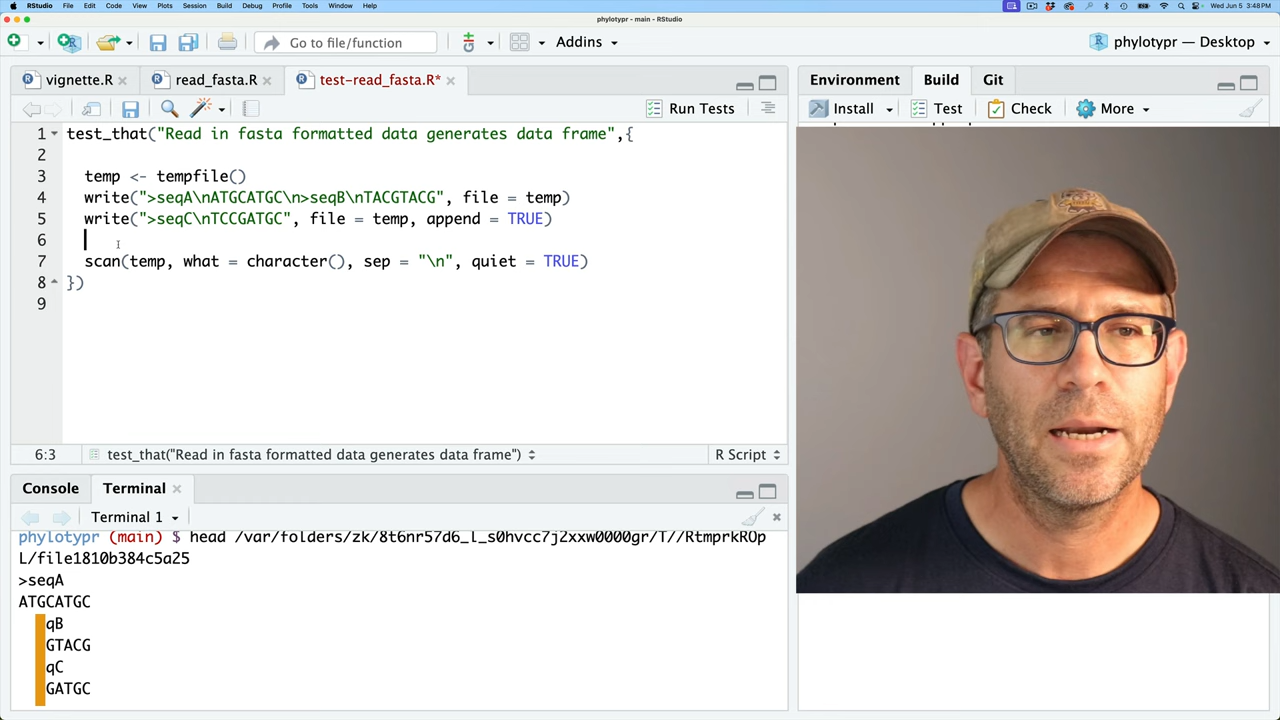 RStudio File Edit Code View Plots Session Build Debug Profile Tools Window Help Wed Jun 5 3:48 PM
phylotypr - main - RStudio
Go to file/function Addins phylotypr — Desktop
vignette.R read_fasta.R test-read_fasta.R* Environment Build Git
Run Tests Install Test Check More
1 test_that("Read in fasta formatted data generates data frame",{
2
3 temp <- tempfile()
4 write(">seqA\nATGCATGC\n>seqB\nTACGTACG", file = temp)
5 write(">seqC\nTCCGATGC", file = temp, append = TRUE)
6
7 scan(temp, what = character(), sep = "\n", quiet = TRUE)
8 })
9
6:3 test_that("Read in fasta formatted data generates data frame") R Script
Console Terminal
Terminal 1
phylotypr (main) $ head /var/folders/zk/8t6nr57d6_l_s0hvcc7j2xxw0000gr/T//RtmprkROp
L/file1810b384c5a25
>seqA
ATGCATGC
qB
GTACG
qC
GATGC